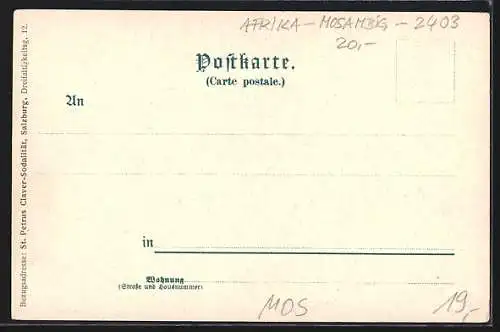 AFRIKA - MOSAMBIG - 2403
20,-
Postkarte.
(Carte postale.)
An
in
Wohnung
(Straße und Hausnummer)
MOS
19,-
Bezugsadresse: St. Petrus Claver-Sodalität, Salzburg, Dreifaltigkeitsg. 12.